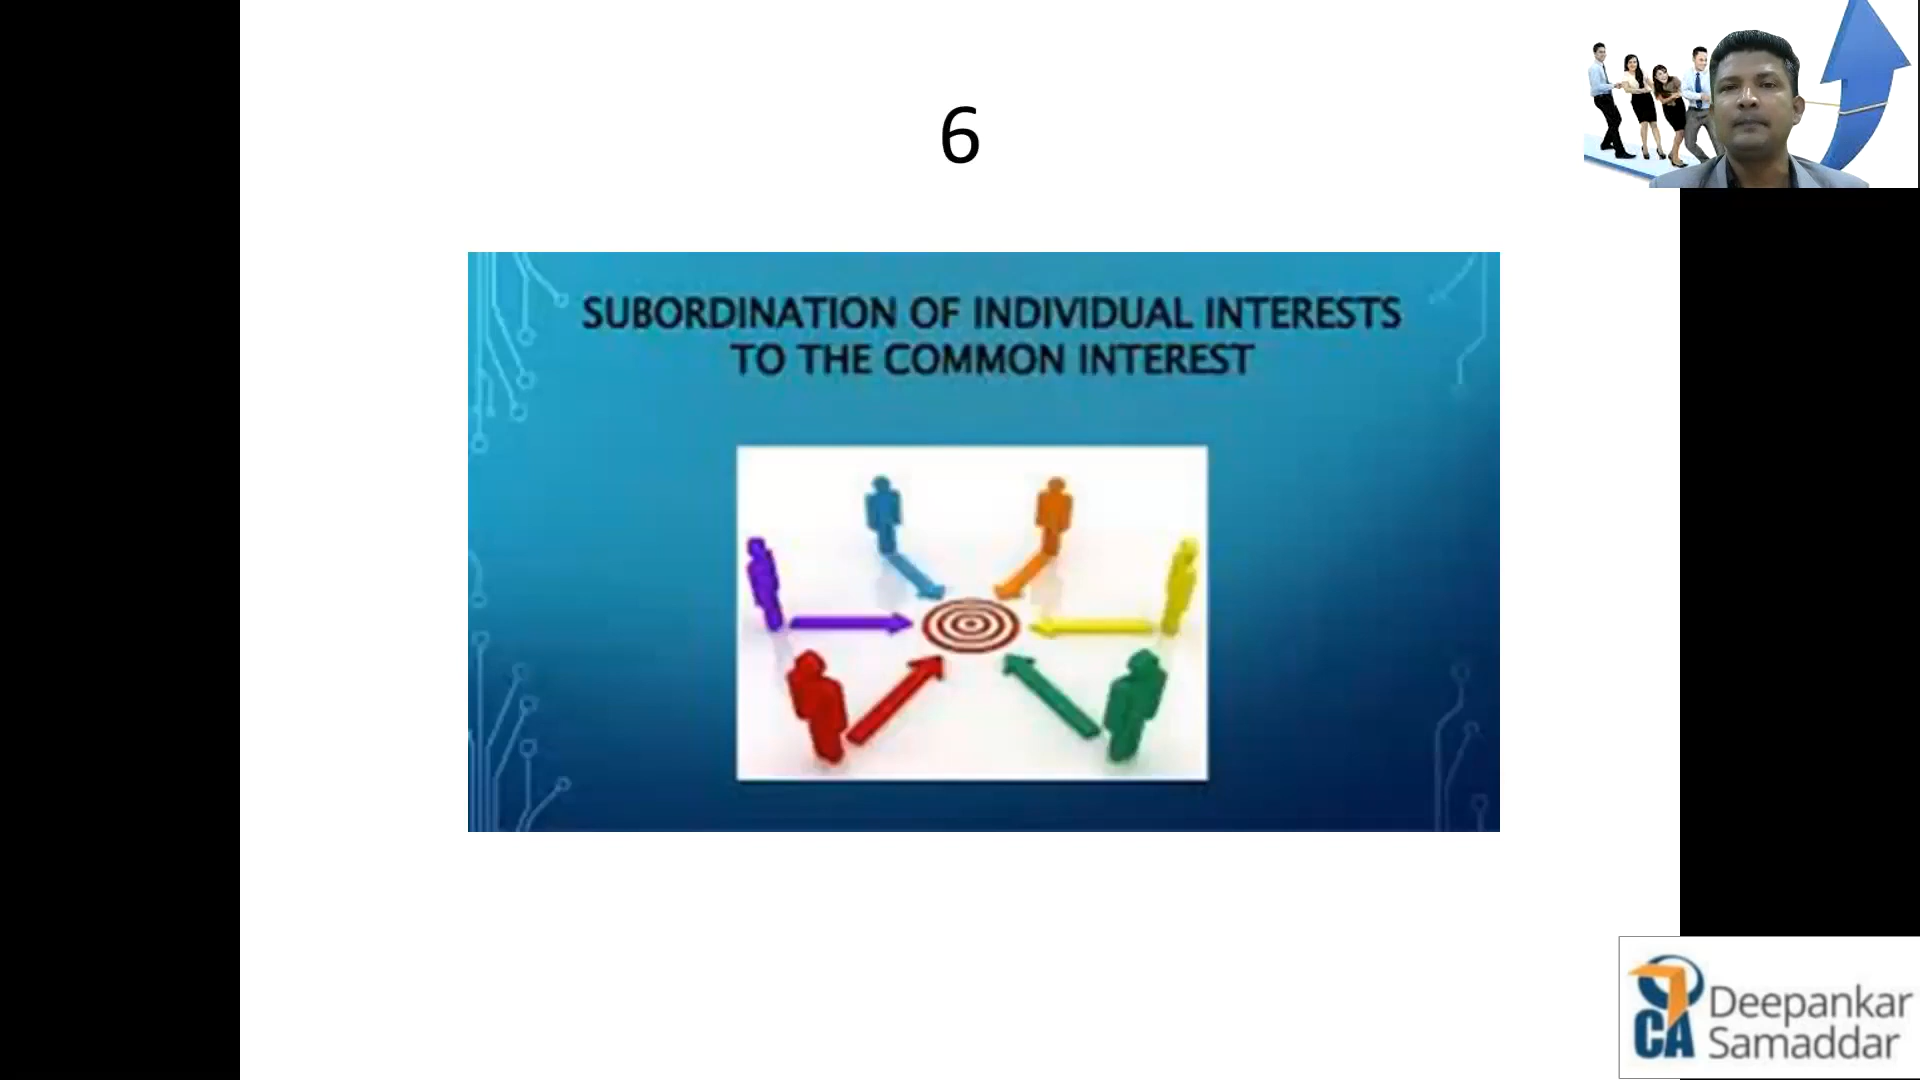 6
SUBORDINATION OF INDIVIDUAL INTERESTS
TO THE COMMON INTEREST
CA
Deepankar
Samaddar